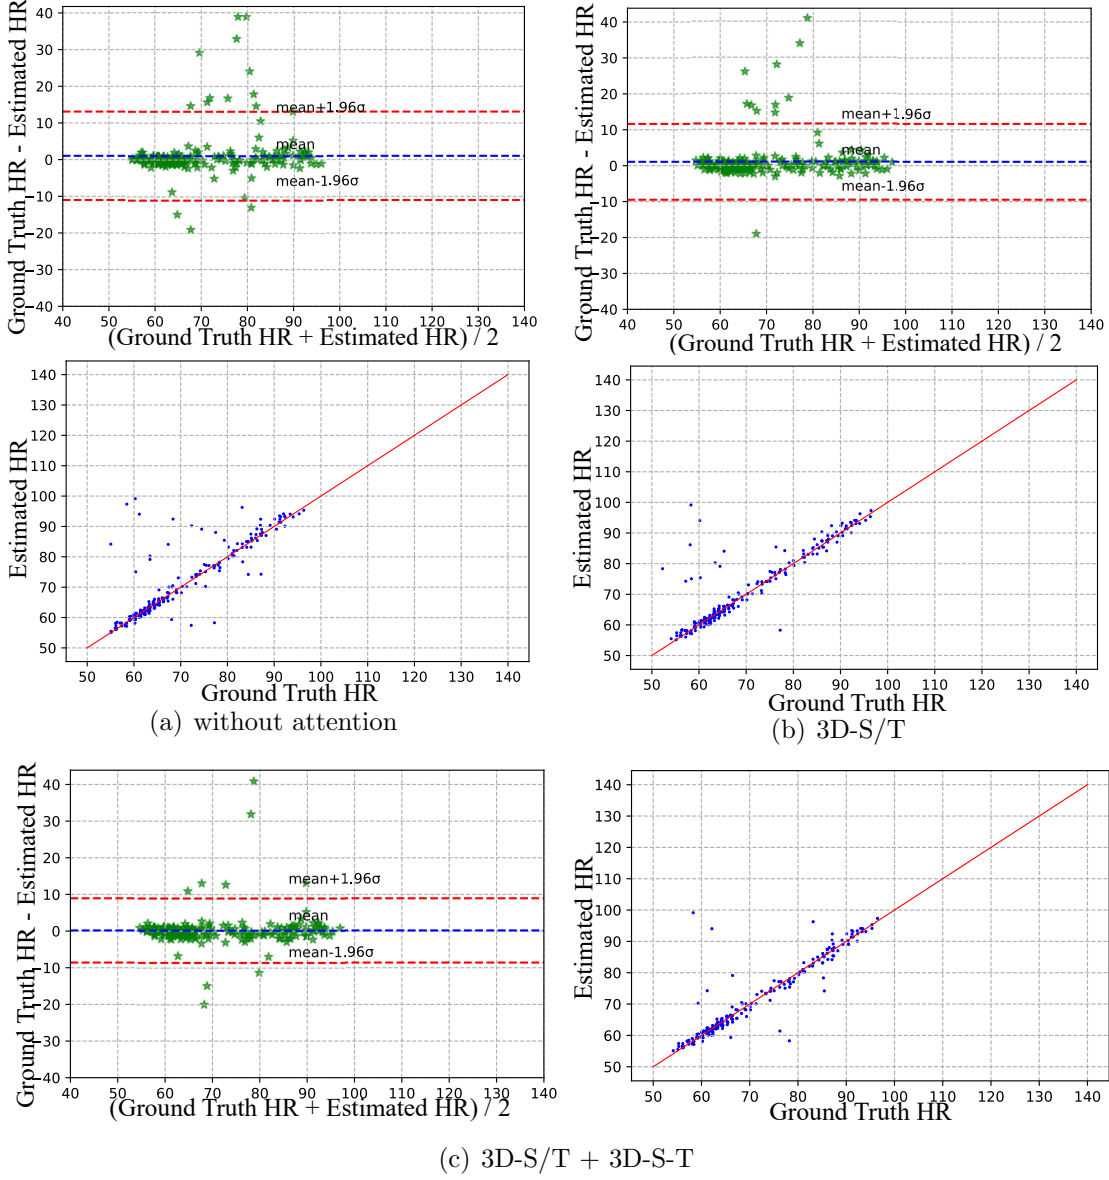 Ground Truth HR - Estimated HR
40
30
20
10
0
−10
−20
−30
−40
mean+1.96σ
mean
mean-1.96σ
40 50 60 70 80 90 100 110 120 130 140
(Ground Truth HR + Estimated HR) / 2
Ground Truth HR - Estimated HR
40
30
20
10
0
−10
−20
−30
−40
mean+1.96σ
mean
mean-1.96σ
40 50 60 70 80 90 100 110 120 130 140
(Ground Truth HR + Estimated HR) / 2
Estimated HR
140
130
120
110
100
90
80
70
60
50
50 60 70 80 90 100 110 120 130 140
Ground Truth HR
(a) without attention
Estimated HR
140
130
120
110
100
90
80
70
60
50
50 60 70 80 90 100 110 120 130 140
Ground Truth HR
(b) 3D-S/T
Ground Truth HR - Estimated HR
40
30
20
10
0
−10
−20
−30
−40
mean+1.96σ
mean
mean-1.96σ
40 50 60 70 80 90 100 110 120 130 140
(Ground Truth HR + Estimated HR) / 2
Estimated HR
140
130
120
110
100
90
80
70
60
50
50 60 70 80 90 100 110 120 130 140
Ground Truth HR
(c) 3D-S/T + 3D-S-T